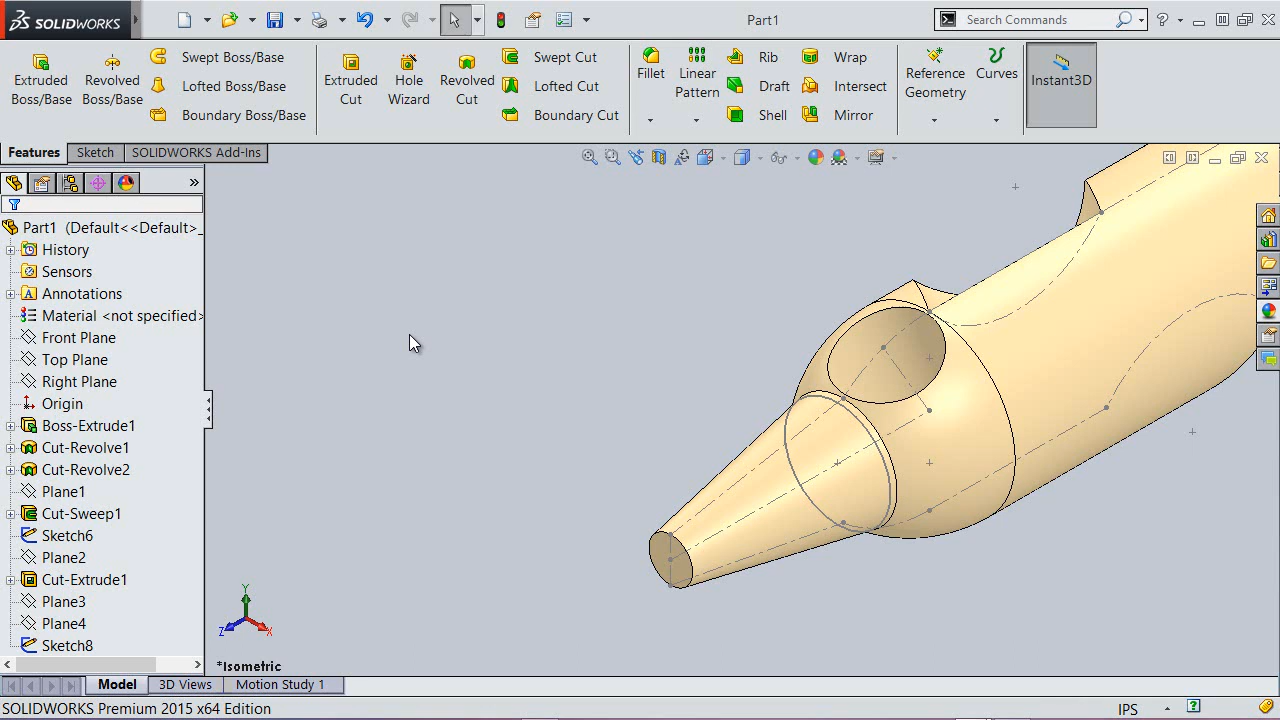 SOLIDWORKS
Part1
Search Commands
?
Extruded Boss/Base
Revolved Boss/Base
Swept Boss/Base
Lofted Boss/Base
Boundary Boss/Base
Extruded Cut
Hole Wizard
Revolved Cut
Swept Cut
Lofted Cut
Boundary Cut
Fillet
Linear Pattern
Rib
Draft
Shell
Wrap
Intersect
Mirror
Reference Geometry
Curves
Instant3D
Features
Sketch
SOLIDWORKS Add-Ins
»
Part1 (Default<<Default>_
History
Sensors
A Annotations
Material <not specified>
Front Plane
Top Plane
Right Plane
Origin
Boss-Extrude1
Cut-Revolve1
Cut-Revolve2
Plane1
Cut-Sweep1
Sketch6
Plane2
Cut-Extrude1
Plane3
Plane4
Sketch8
Y
Z
X
*Isometric
Model
3D Views
Motion Study 1
SOLIDWORKS Premium 2015 x64 Edition
IPS
?